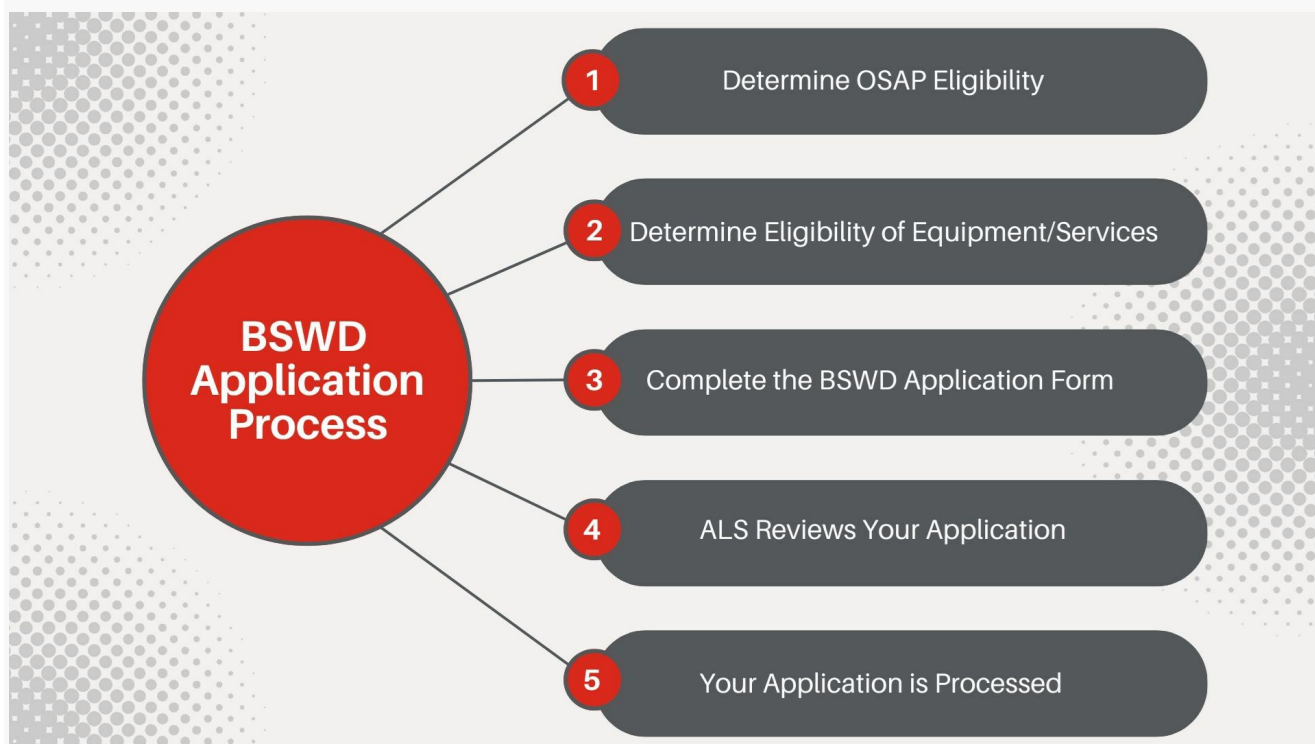 BSWD
Application
Process
1
Determine OSAP Eligibility
2
Determine Eligibility of Equipment/Services
3
Complete the BSWD Application Form
4
ALS Reviews Your Application
5
Your Application is Processed